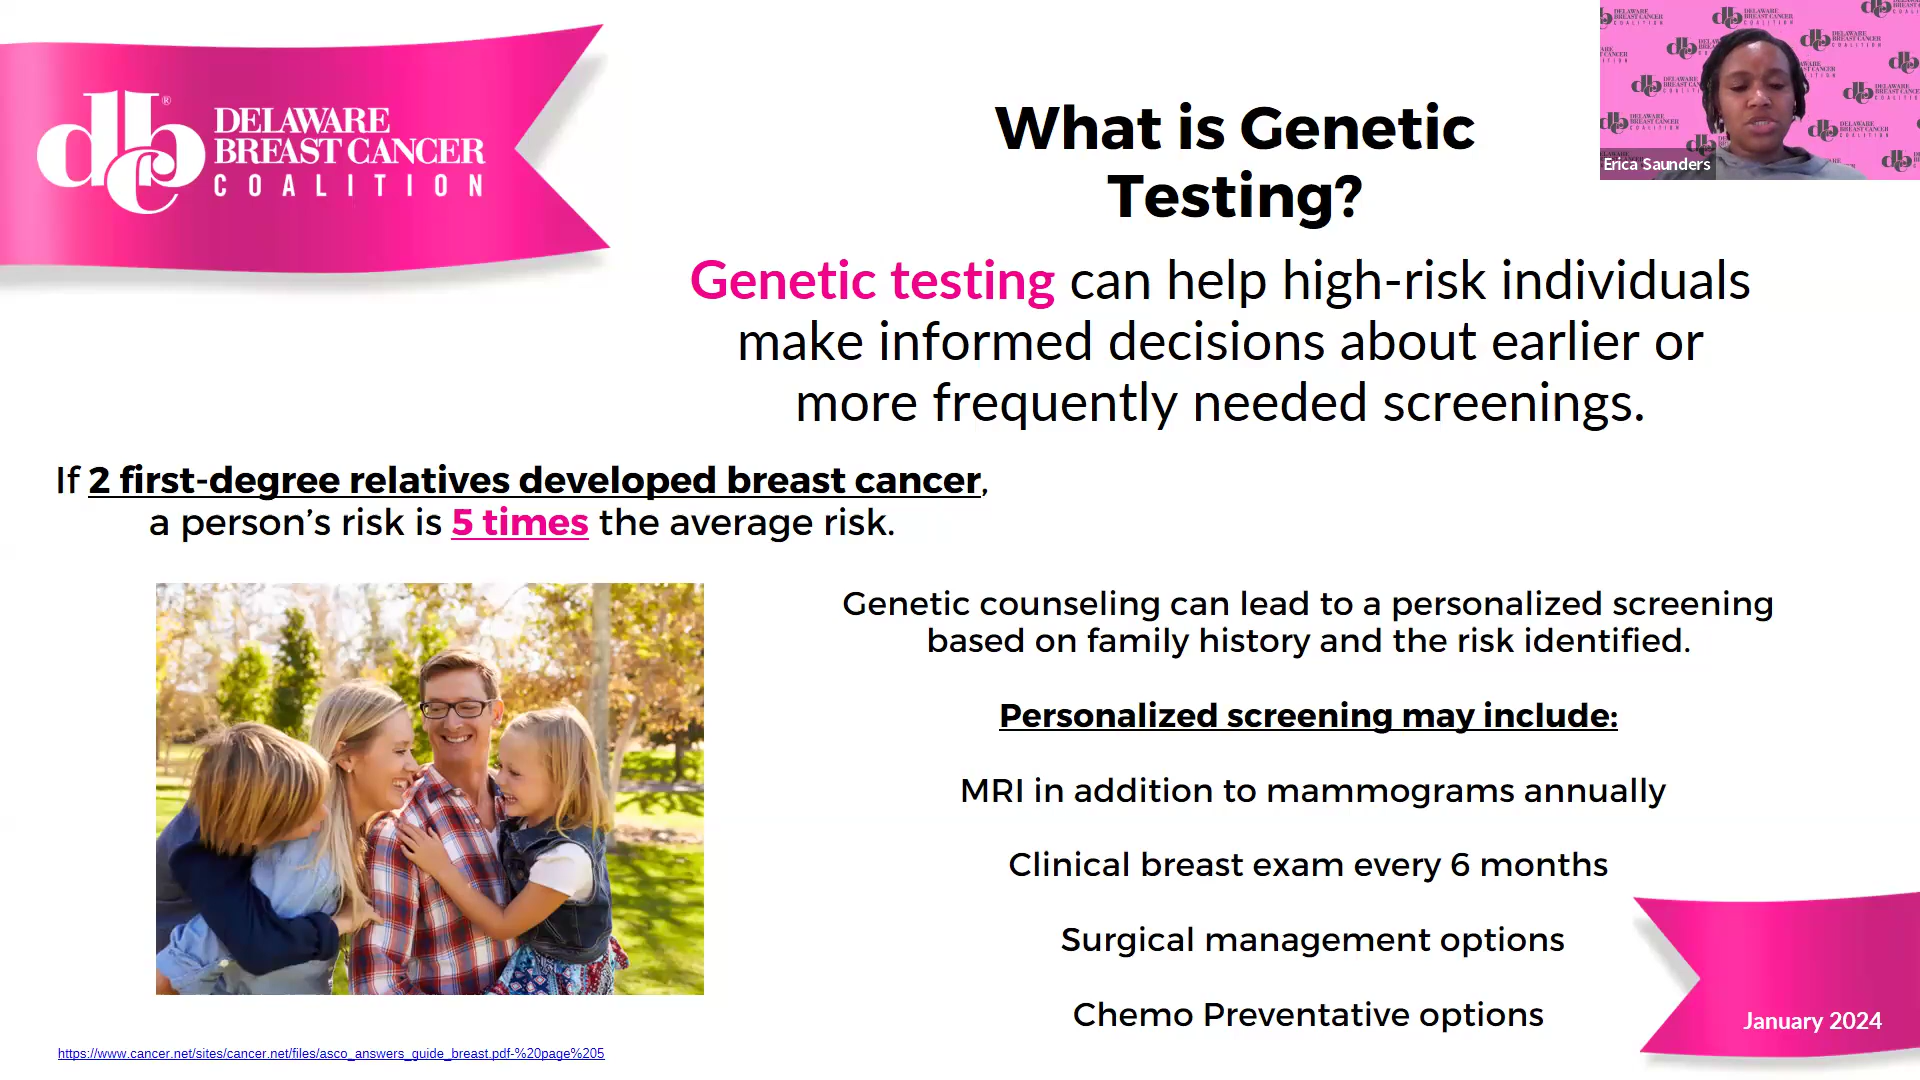 dbcc®
DELAWARE
BREAST CANCER
COALITION
What is Genetic
Testing?
Erica Saunders
Genetic testing can help high-risk individuals
make informed decisions about earlier or
more frequently needed screenings.
If 2 first-degree relatives developed breast cancer,
a person’s risk is 5 times the average risk.
Genetic counseling can lead to a personalized screening
based on family history and the risk identified.
Personalized screening may include:
MRI in addition to mammograms annually
Clinical breast exam every 6 months
Surgical management options
Chemo Preventative options
January 2024
https://www.cancer.net/sites/cancer.net/files/asco_answers_guide_breast.pdf-%20page%205